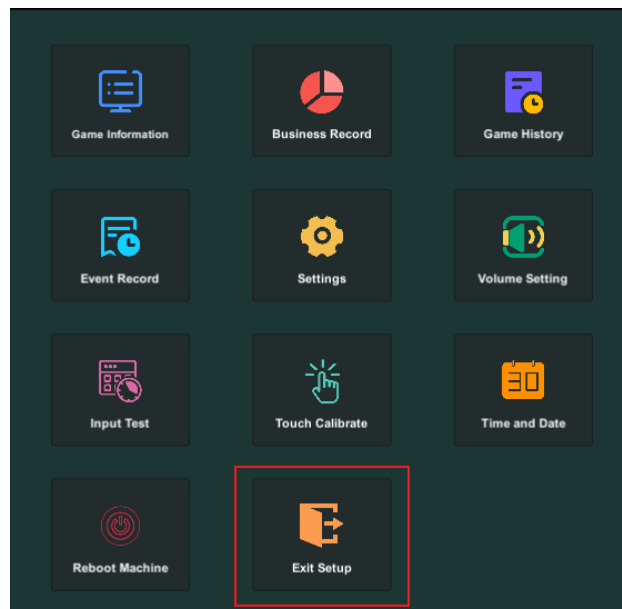 Game Information
Business Record
Game History
Event Record
Settings
Volume Setting
Input Test
Touch Calibrate
30
Time and Date
Reboot Machine
Exit Setup